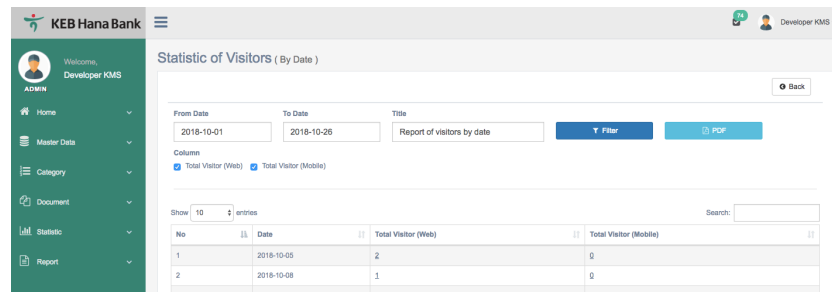 KEB Hana Bank
74
Developer KMS
Welcome,
Developer KMS
ADMIN
Home
Master Data
Category
Document
Statistic
Report
Statistic of Visitors ( By Date )
Back
From Date To Date Title
2018-10-01 2018-10-26 Report of visitors by date Filter PDF
Column
Total Visitor (Web) Total Visitor (Mobile)
Show 10 entries Search:
No Date Total Visitor (Web) Total Visitor (Mobile)
1 2018-10-05 2 0
2 2018-10-08 1 0